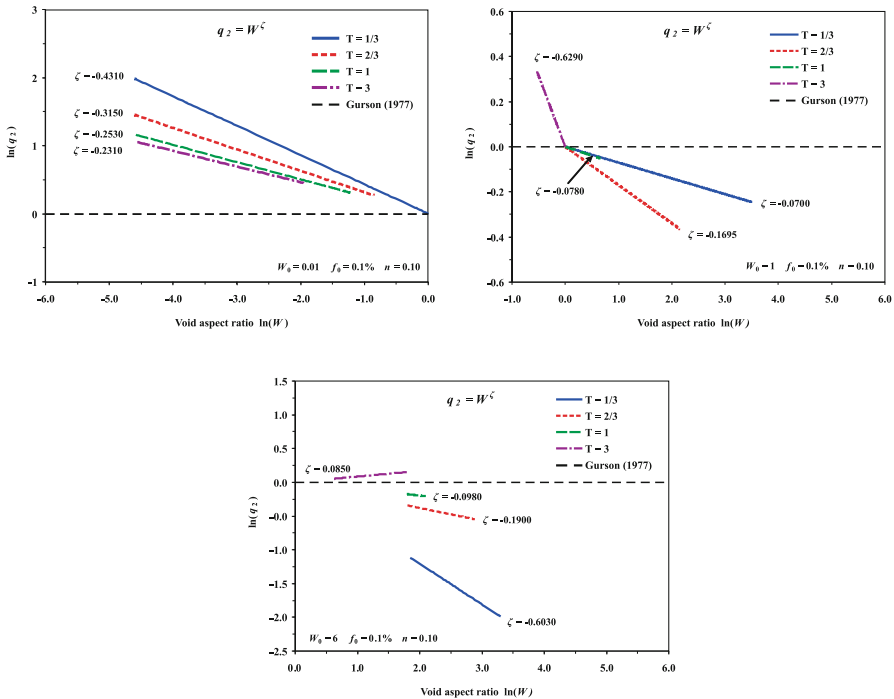 q₂ = W^ζ
T = 1/3
T = 2/3
T = 1
T = 3
Gurson (1977)
ζ = -0.4310
ζ = -0.3150
ζ = -0.2530
ζ = -0.2310
ln(q₂)
2
1
0
-1
W₀ = 0.01 f₀ = 0.1% n = 0.10
-6.0 -5.0 -4.0 -3.0 -2.0 -1.0 0.0
Void aspect ratio ln(W)
q₂ = W^ζ
T = 1/3
T = 2/3
T = 1
T = 3
Gurson (1977)
ζ = -0.6290
ζ = -0.0780
ζ = -0.0700
ζ = -0.1695
ln(q₂)
0.6
0.4
0.2
0.0
-0.2
-0.4
-0.6
W₀ = 1 f₀ = 0.1% n = 0.10
-1.0 0.0 1.0 2.0 3.0 4.0 5.0 6.0
Void aspect ratio ln(W)
q₂ = W^ζ
T = 1/3
T = 2/3
T = 1
T = 3
Gurson (1977)
ζ = 0.0850
ζ = -0.0980
ζ = -0.1900
ζ = -0.6030
ln(q₂)
1.5
1.0
0.5
0.0
-0.5
-1.0
-1.5
-2.0
-2.5
W₀ = 6 f₀ = 0.1% n = 0.10
0.0 1.0 2.0 3.0 4.0 5.0 6.0
Void aspect ratio ln(W)